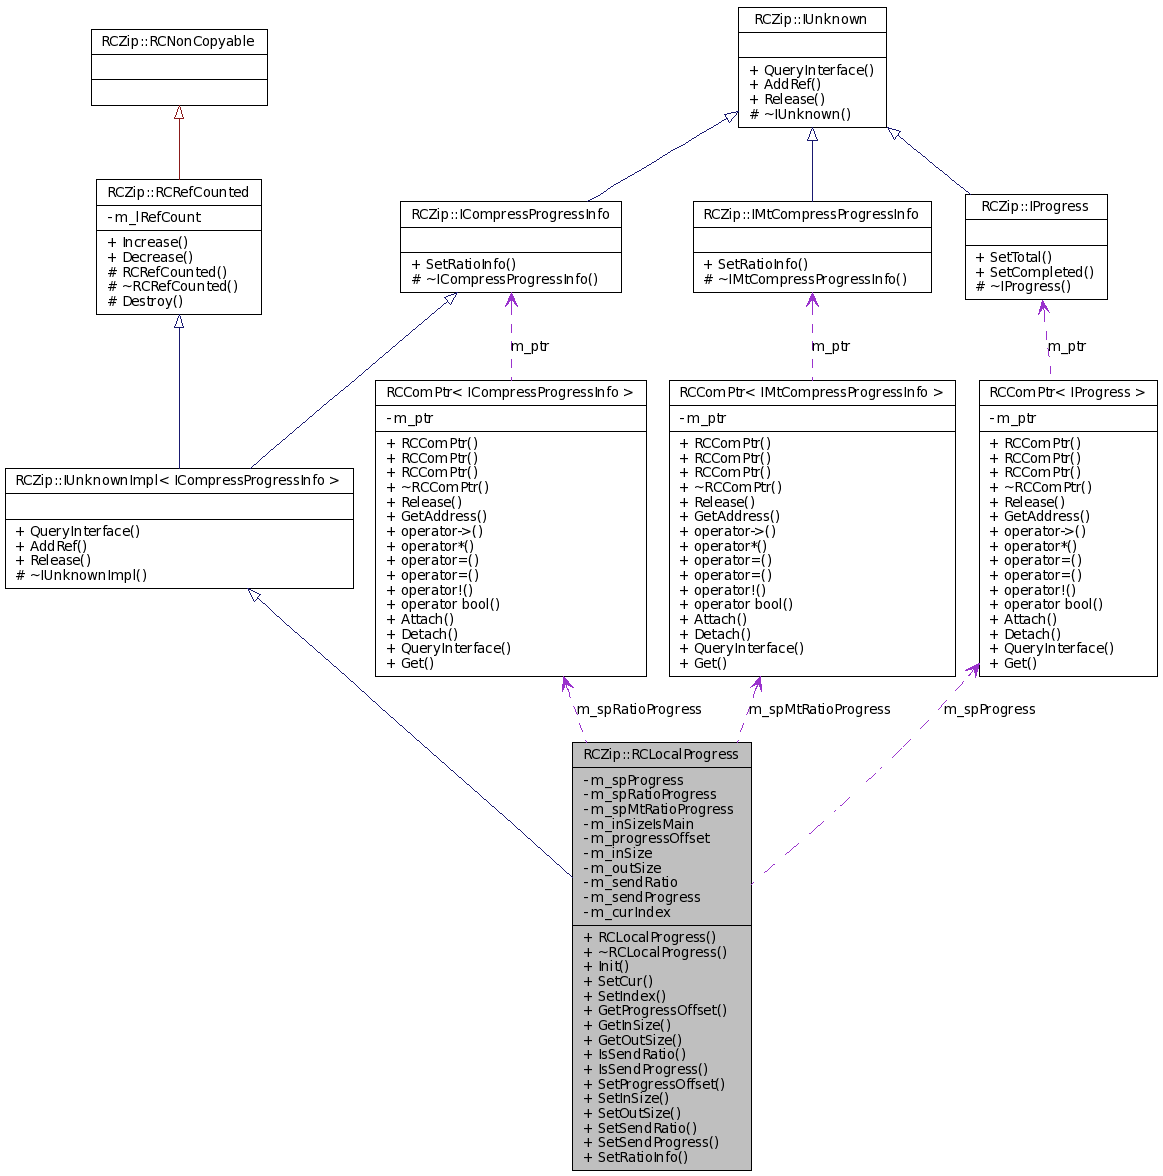 RCZip::IUnknown
+ QueryInterface()
+ AddRef()
+ Release()
# ~IUnknown()
RCZip::RCNonCopyable
RCZip::RCRefCounted
- m_lRefCount
+ Increase()
+ Decrease()
# RCRefCounted()
# ~RCRefCounted()
# Destroy()
RCZip::ICompressProgressInfo
+ SetRatioInfo()
# ~ICompressProgressInfo()
RCZip::IMtCompressProgressInfo
+ SetRatioInfo()
# ~IMtCompressProgressInfo()
RCZip::IProgress
+ SetTotal()
+ SetCompleted()
# ~IProgress()
m_ptr
m_ptr
m_ptr
RCZip::IUnknownImpl< ICompressProgressInfo >
+ QueryInterface()
+ AddRef()
+ Release()
# ~IUnknownImpl()
RCComPtr< ICompressProgressInfo >
- m_ptr
+ RCComPtr()
+ RCComPtr()
+ RCComPtr()
+ ~RCComPtr()
+ Release()
+ GetAddress()
+ operator->()
+ operator*()
+ operator=()
+ operator=()
+ operator!()
+ operator bool()
+ Attach()
+ Detach()
+ QueryInterface()
+ Get()
RCComPtr< IMtCompressProgressInfo >
- m_ptr
+ RCComPtr()
+ RCComPtr()
+ RCComPtr()
+ ~RCComPtr()
+ Release()
+ GetAddress()
+ operator->()
+ operator*()
+ operator=()
+ operator=()
+ operator!()
+ operator bool()
+ Attach()
+ Detach()
+ QueryInterface()
+ Get()
RCComPtr< IProgress >
- m_ptr
+ RCComPtr()
+ RCComPtr()
+ RCComPtr()
+ ~RCComPtr()
+ Release()
+ GetAddress()
+ operator->()
+ operator*()
+ operator=()
+ operator=()
+ operator!()
+ operator bool()
+ Attach()
+ Detach()
+ QueryInterface()
+ Get()
m_spRatioProgress
m_spMtRatioProgress
m_spProgress
RCZip::RCLocalProgress
- m_spProgress
- m_spRatioProgress
- m_spMtRatioProgress
- m_inSizeIsMain
- m_progressOffset
- m_inSize
- m_outSize
- m_sendRatio
- m_sendProgress
- m_curIndex
+ RCLocalProgress()
+ ~RCLocalProgress()
+ Init()
+ SetCur()
+ SetIndex()
+ GetProgressOffset()
+ GetInSize()
+ GetOutSize()
+ IsSendRatio()
+ IsSendProgress()
+ SetProgressOffset()
+ SetInSize()
+ SetOutSize()
+ SetSendRatio()
+ SetSendProgress()
+ SetRatioInfo()